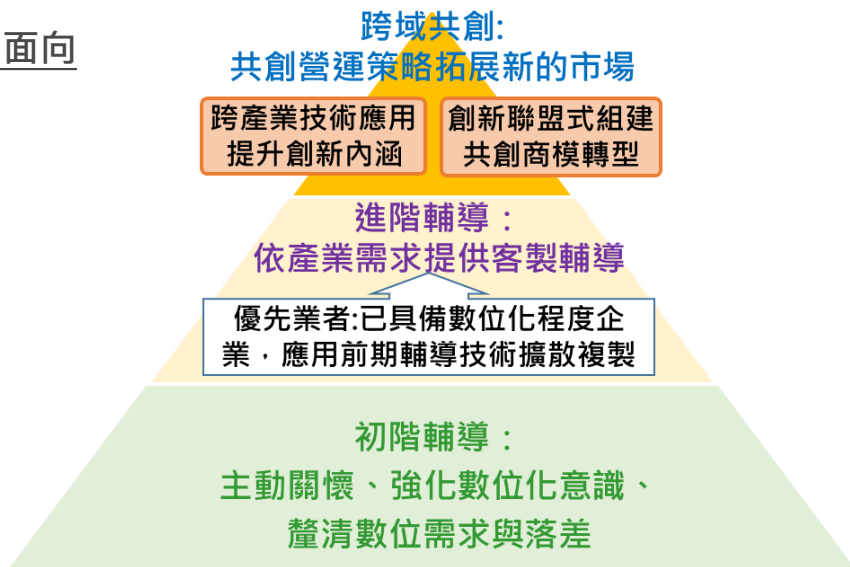 面向
跨域共創:
共創營運策略拓展新的市場
跨產業技術應用
提升創新內涵
創新聯盟式組建
共創商模轉型
進階輔導：
依產業需求提供客製輔導
優先業者:已具備數位化程度企
業，應用前期輔導技術擴散複製
初階輔導：
主動關懷、強化數位化意識、
釐清數位需求與落差